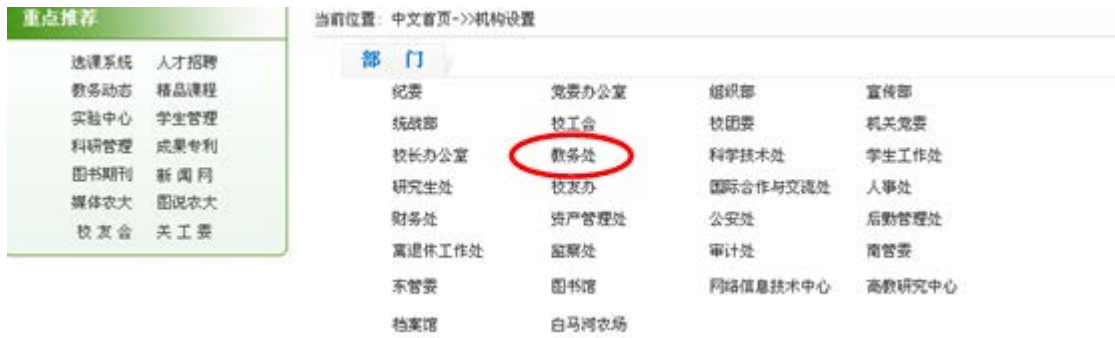 重点推荐
选课系统 人才招聘
教务动态 精品课程
实验中心 学生管理
科研管理 成果专利
图书期刊 新闻网
媒体农大 图说农大
校友会 关工委
当前位置：中文首页->>机构设置
部 门
纪委 党委办公室 组织部 宣传部
统战部 校工会 校团委 机关党委
校长办公室 教务处 科学技术处 学生工作处
研究生处 校友办 国际合作与交流处 人事处
财务处 资产管理处 公安处 后勤管理处
离退休工作处 监察处 审计处 南管委
东管委 图书馆 网络信息技术中心 高教研究中心
档案馆 白马河农场